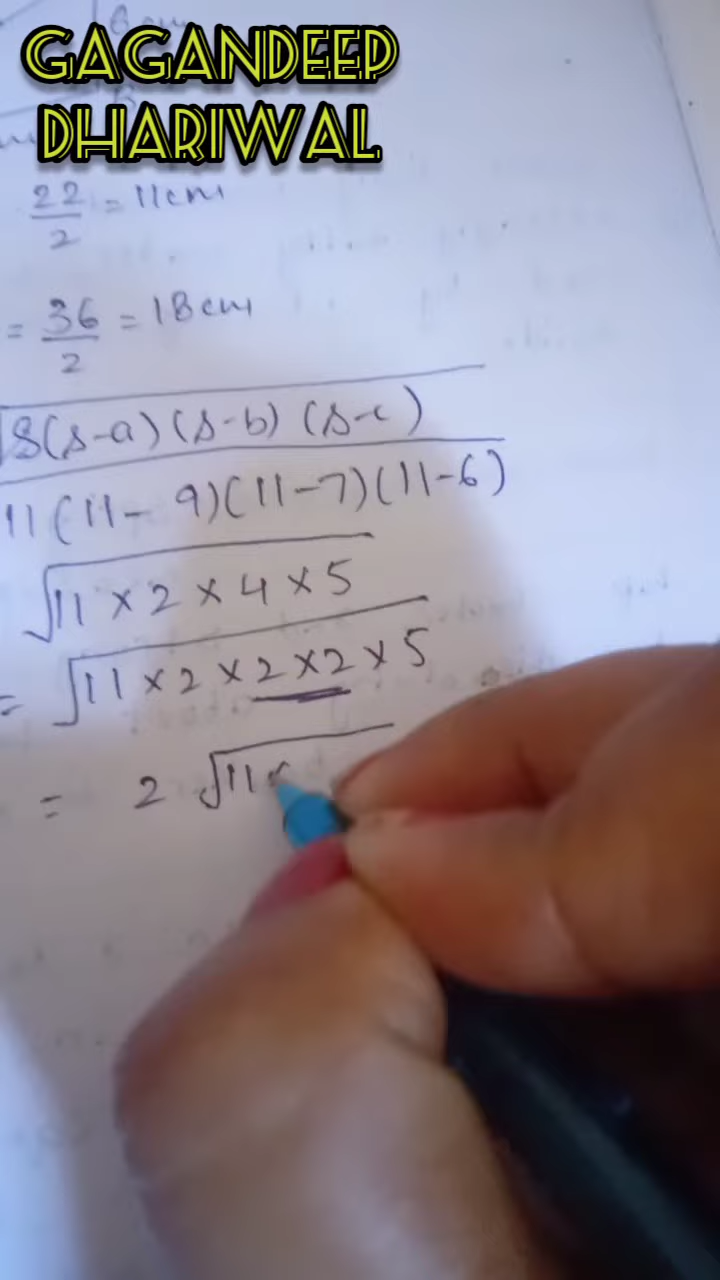 6cm
GAGANDEEP
DHARIWAL
22/2 = 11cm
= 36/2 = 18cm
√S(s-a)(s-b)(s-c)
11(11-9)(11-7)(11-6)
√11×2×4×5
= √11×2×2×2×5
= 2√11×